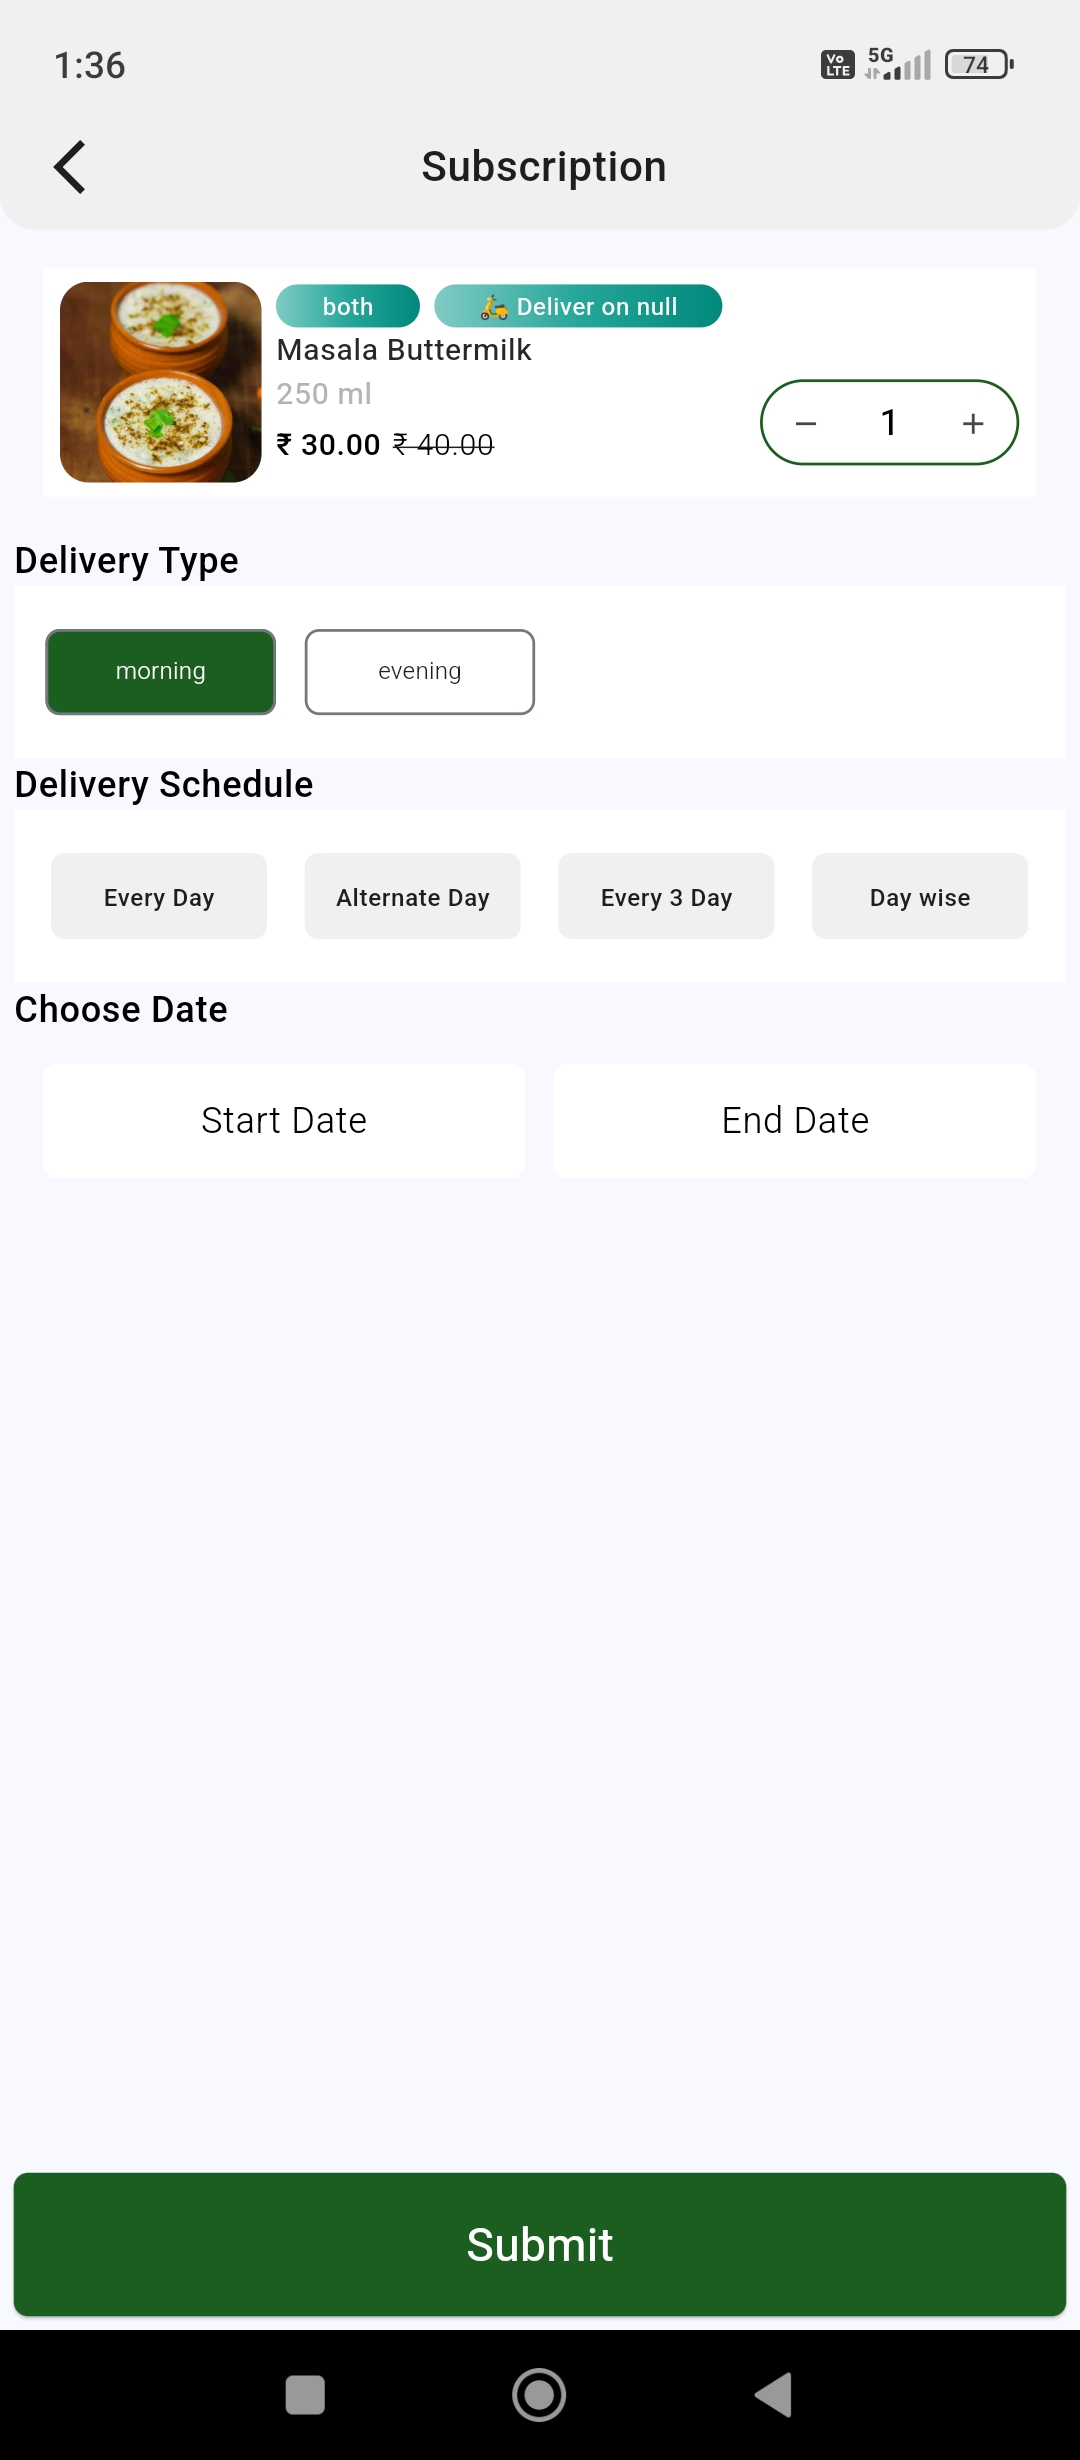 1:36
Vo LTE 5G 74
Subscription
both 🛵 Deliver on null
Masala Buttermilk
250 ml
₹ 30.00 ₹ 40.00
− 1 +
Delivery Type
morning evening
Delivery Schedule
Every Day Alternate Day Every 3 Day Day wise
Choose Date
Start Date End Date
Submit